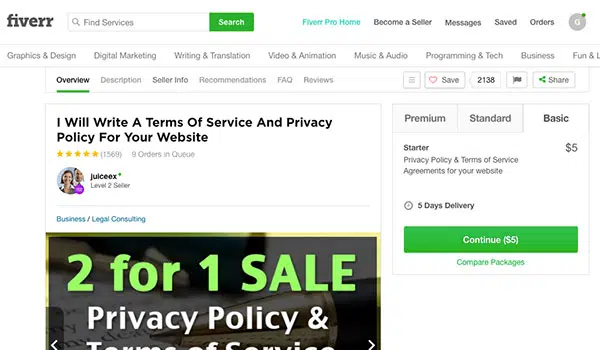 fiverr
Find Services
Search
Fiverr Pro Home
Become a Seller
Messages
Saved
Orders
G
Graphics & Design
Digital Marketing
Writing & Translation
Video & Animation
Music & Audio
Programming & Tech
Business
Fun & L
Overview
Description
Seller Info
Recommendations
FAQ
Reviews
Save
2138
Share
I Will Write A Terms Of Service And Privacy
Policy For Your Website
(1569)
9 Orders in Queue
juiceex
Level 2 Seller
Business / Legal Consulting
2 for 1 SALE
Privacy Policy &
Terms of Service
Premium
Standard
Basic
Starter
$5
Privacy Policy & Terms of Service
Agreements for your website
5 Days Delivery
Continue ($5)
Compare Packages